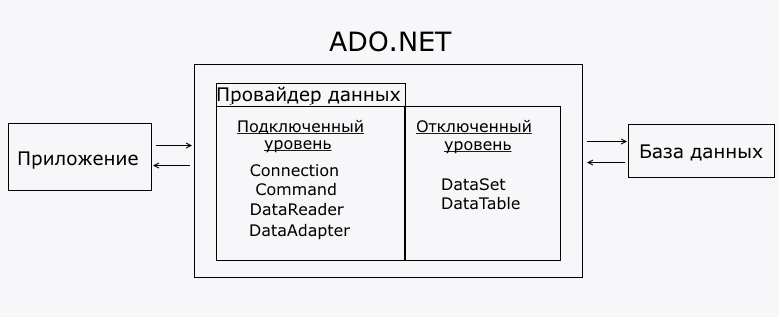 ADO.NET
Приложение
Провайдер данных
Подключенный
уровень
Connection
Command
DataReader
DataAdapter
Отключенный
уровень
DataSet
DataTable
База данных